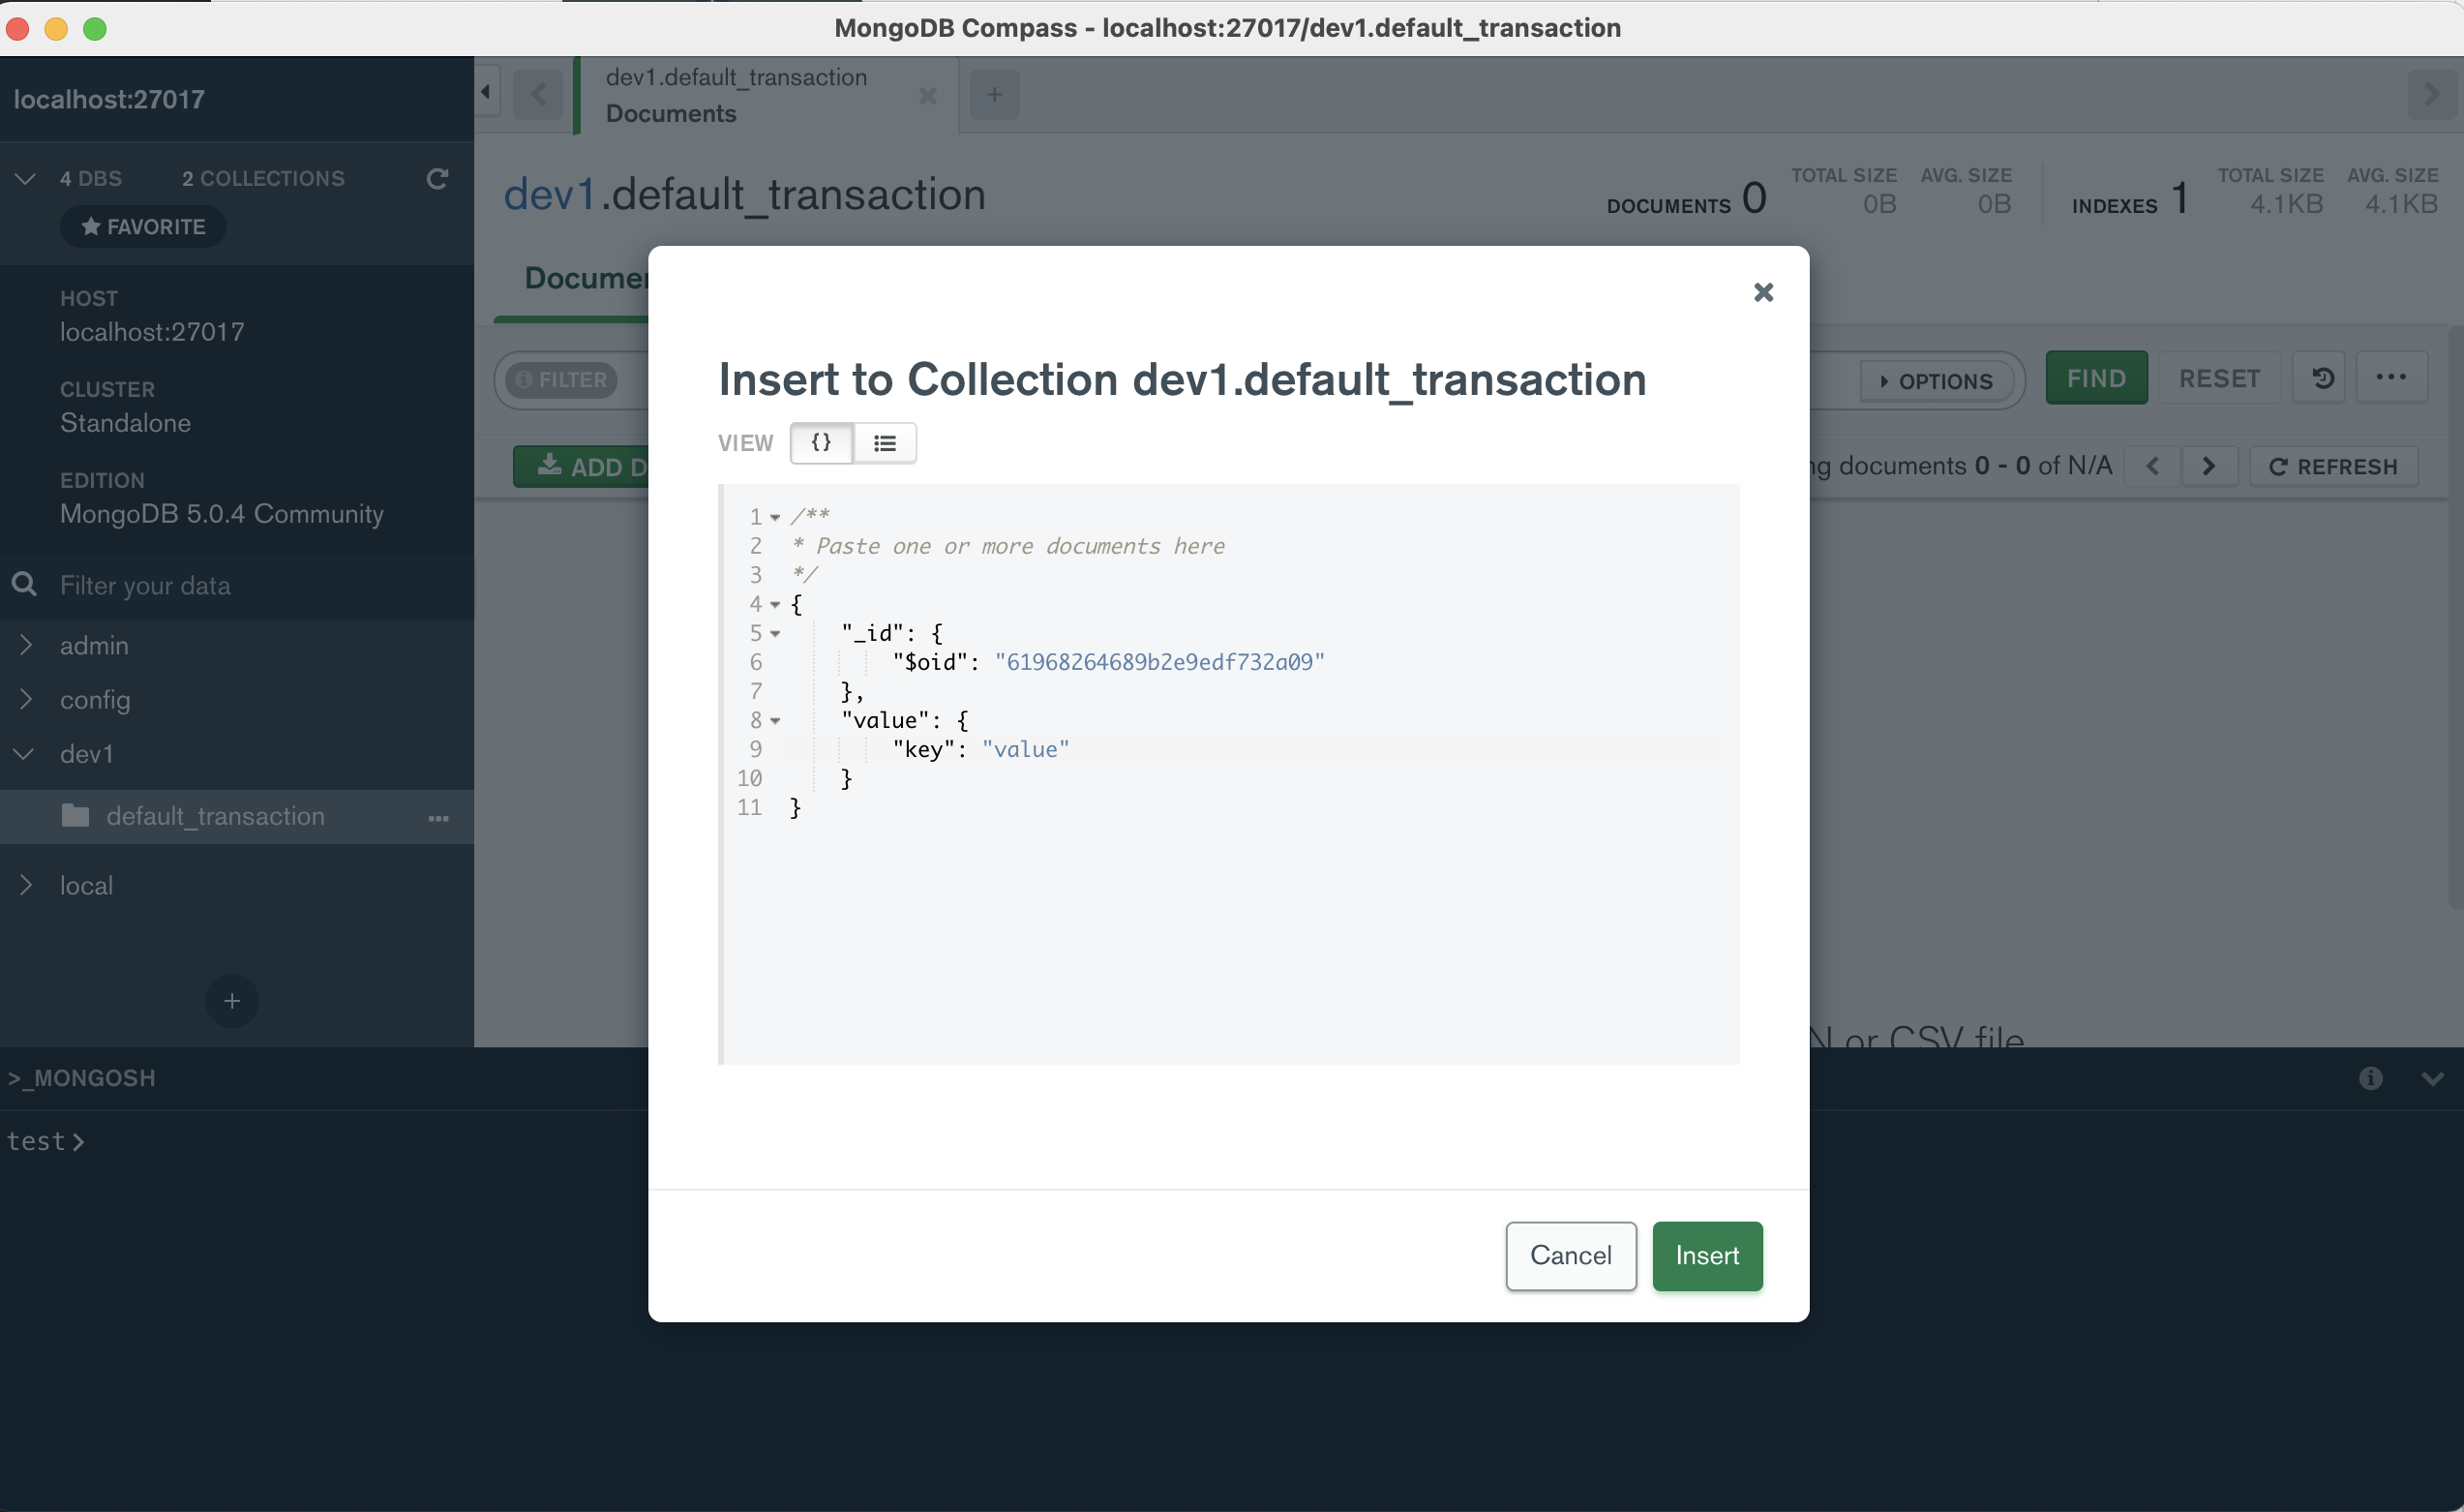 MongoDB Compass - localhost:27017/dev1.default_transaction
localhost:27017
4 DBS 2 COLLECTIONS
FAVORITE
HOST
localhost:27017
CLUSTER
Standalone
EDITION
MongoDB 5.0.4 Community
Filter your data
admin
config
dev1
default_transaction
local
dev1.default_transaction
Documents
dev1.default_transaction
DOCUMENTS 0
TOTAL SIZE
0B
AVG. SIZE
0B
INDEXES 1
TOTAL SIZE
4.1KB
AVG. SIZE
4.1KB
Documen
FILTER
OPTIONS
FIND
RESET
ADD D
ng documents 0 - 0 of N/A
REFRESH
Insert to Collection dev1.default_transaction
VIEW {}
1 /**
2 * Paste one or more documents here
3 */
4 {
5 "_id": {
6 "$oid": "61968264689b2e9edf732a09"
7 },
8 "value": {
9 "key": "value"
10 }
11 }
Cancel
Insert
N or CSV file
>_MONGOSH
test>